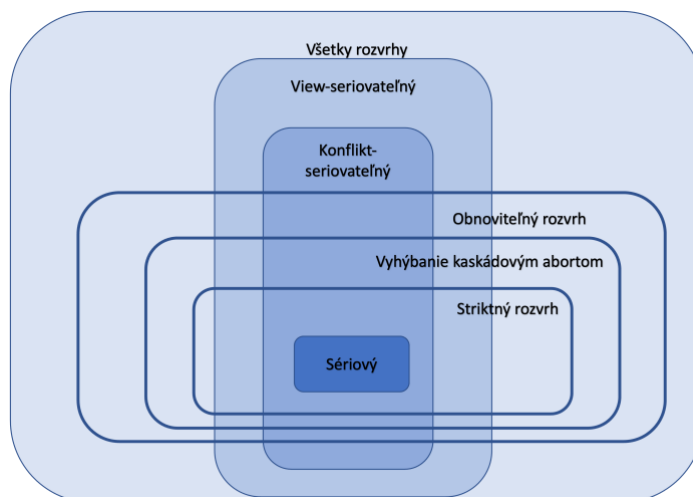 Všetky rozvrhy
View-seriovateľný
Konflikt-
seriovateľný
Obnoviteľný rozvrh
Vyhýbanie kaskádovým abortom
Striktný rozvrh
Sériový